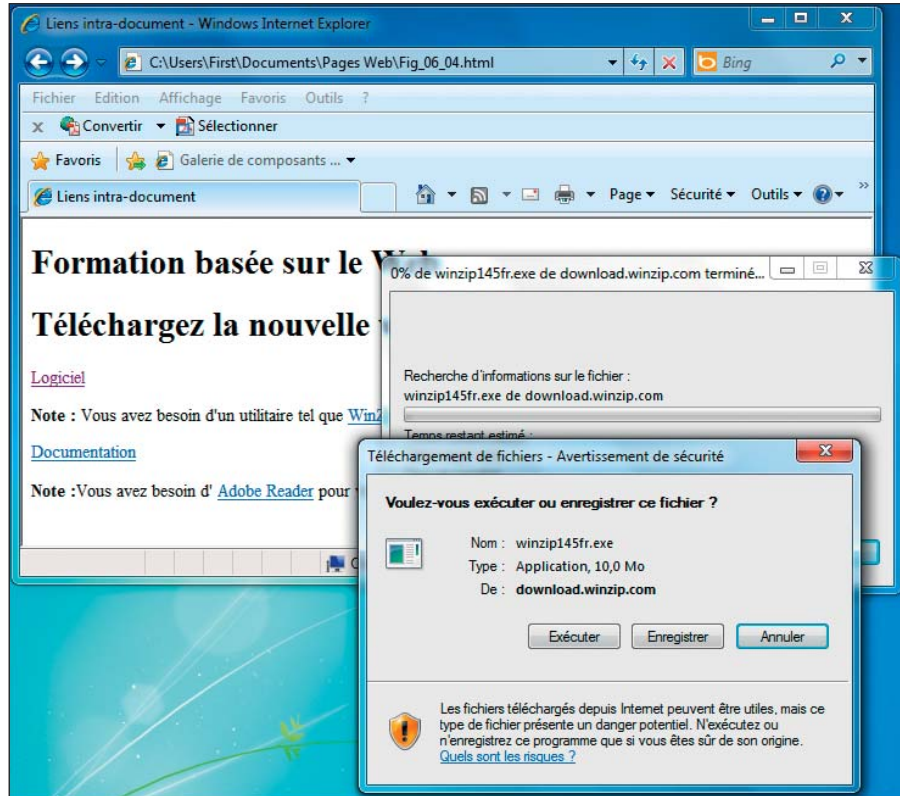 Liens intra-document - Windows Internet Explorer
C:\Users\First\Documents\Pages Web\Fig_06_04.html
Bing
Fichier Edition Affichage Favoris Outils ?
x Convertir Sélectionner
Favoris Galerie de composants ...
Liens intra-document
Page Sécurité Outils
Formation basée sur le Web
Téléchargez la nouvelle
Logiciel
Note : Vous avez besoin d'un utilitaire tel que
Documentation
Note :Vous avez besoin d' Adobe Reader pour
0% de winzip145fr.exe de download.winzip.com terminé...
Recherche d'informations sur le fichier :
winzip145fr.exe de download.winzip.com
Temps restant estimé :
Téléchargement de fichiers - Avertissement de sécurité
Voulez-vous exécuter ou enregistrer ce fichier ?
Nom : winzip145fr.exe
Type : Application, 10,0 Mo
De : download.winzip.com
Exécuter Enregistrer Annuler
Les fichiers téléchargés depuis Internet peuvent être utiles, mais ce
type de fichier présente un danger potentiel. N'exécutez ou
n'enregistrez ce programme que si vous êtes sûr de son origine.
Quels sont les risques ?